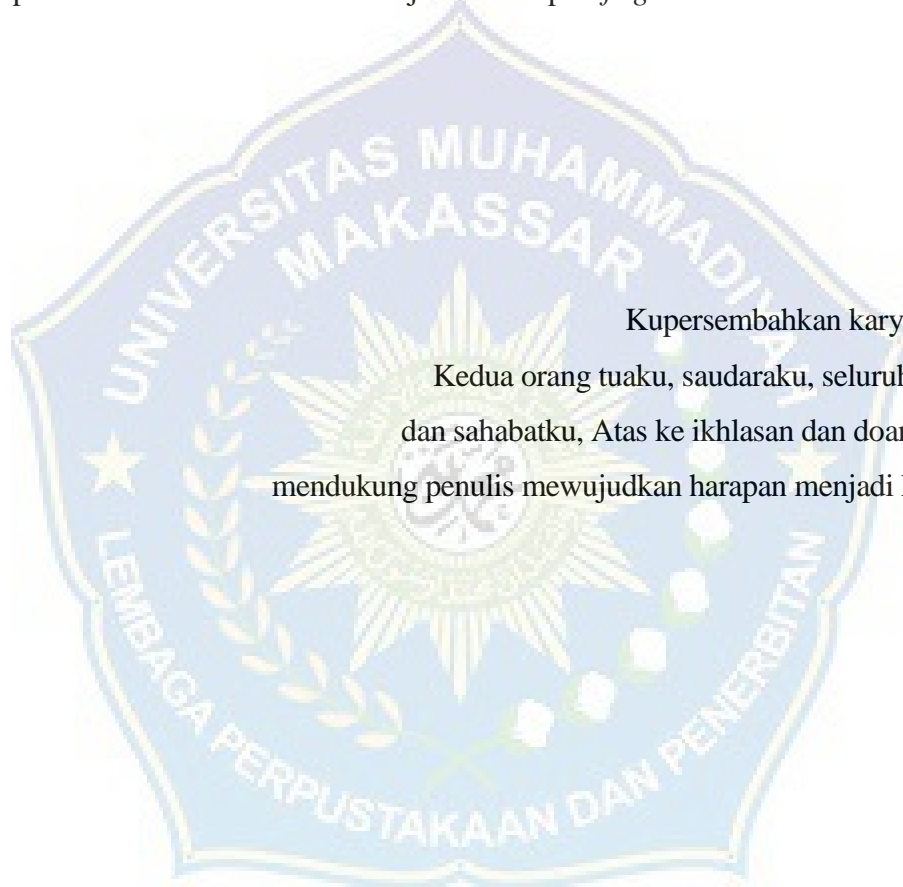 UNIVERSITAS MUHAMMADIYAH
MAKASSAR
Kupersembahkan
Kedua orang tuaku, saudaraku,
dan sahabatku, Atas ke ikhlasan dan
mendukung penulis mewujudkan harapan menjadi
LEMBAGA PERPUSTAKAAN DAN PENERBITAN